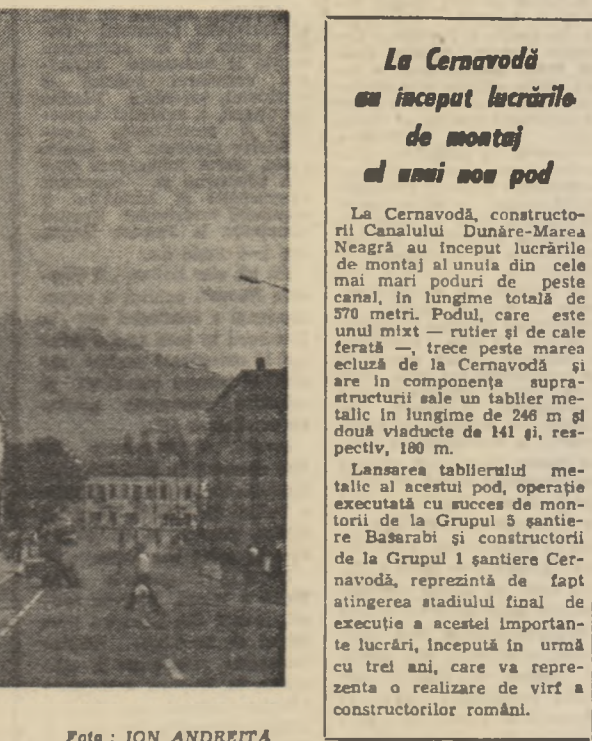 La Cernavodă
au început lucrările
de montaj
al unui nou pod
La Cernavodă, constructo-
rii Canalului Dunăre-Marea
Neagră au început lucrările
de montaj al unuia din cele
mai mari poduri de peste
canal, în lungime totală de
570 metri. Podul, care este
unul mixt — rutier și de cale
ferată —, trece peste marea
ecluză de la Cernavodă și
are în componența supra-
structurii sale un tablier me-
talic în lungime de 246 m și
două viaducte de 141 și, res-
pectiv, 180 m.
Lansarea tablierului me-
talic al acestui pod, operație
executată cu succes de mon-
torii de la Grupul 5 șantie-
re Basarabi și constructorii
de la Grupul 1 șantiere Cer-
navodă, reprezintă de fapt
atingerea stadiului final de
execuție a acestei importan-
te lucrări, începută în urmă
cu trei ani, care va repre-
zenta o realizare de vîrf a
constructorilor români.
Foto : ION ANDREIȚĂ